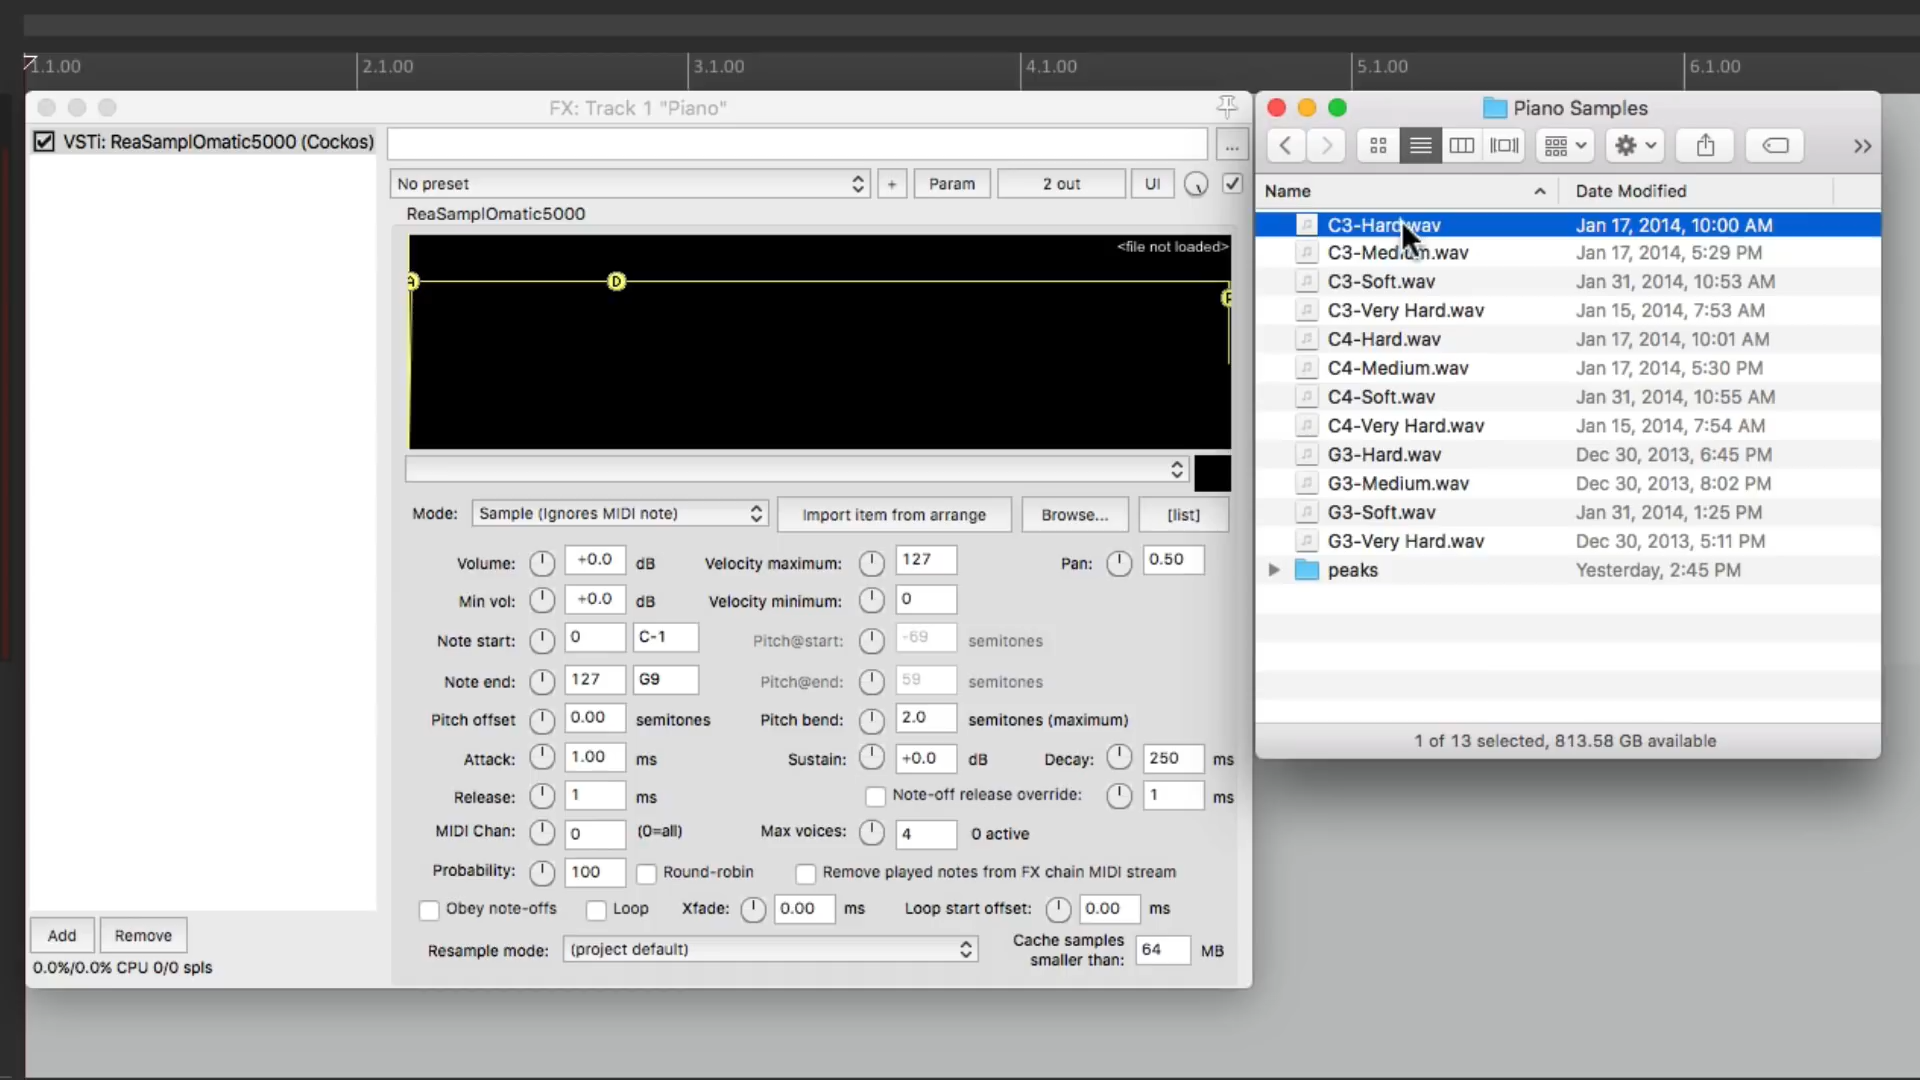 1.1.00 2.1.00 3.1.00 4.1.00 5.1.00 6.1.00
FX: Track 1 "Piano"
VSTi: ReaSamplOmatic5000 (Cockos)
...
No preset + Param 2 out UI
ReaSamplOmatic5000
<file not loaded>
A D R
Mode: Sample (Ignores MIDI note) Import item from arrange Browse... [list]
Volume: +0.0 dB Velocity maximum: 127 Pan: 0.50
Min vol: +0.0 dB Velocity minimum: 0
Note start: 0 C-1 Pitch@start: -69 semitones
Note end: 127 G9 Pitch@end: 59 semitones
Pitch offset 0.00 semitones Pitch bend: 2.0 semitones (maximum)
Attack: 1.00 ms Sustain: +0.0 dB Decay: 250 ms
Release: 1 ms Note-off release override: 1 ms
MIDI Chan: 0 (0=all) Max voices: 4 0 active
Probability: 100 Round-robin Remove played notes from FX chain MIDI stream
Obey note-offs Loop Xfade: 0.00 ms Loop start offset: 0.00 ms
Resample mode: (project default) Cache samples smaller than: 64 MB
Add Remove
0.0%/0.0% CPU 0/0 spls
Piano Samples
Name Date Modified
C3-Hard.wav Jan 17, 2014, 10:00 AM
C3-Medium.wav Jan 17, 2014, 5:29 PM
C3-Soft.wav Jan 31, 2014, 10:53 AM
C3-Very Hard.wav Jan 15, 2014, 7:53 AM
C4-Hard.wav Jan 17, 2014, 10:01 AM
C4-Medium.wav Jan 17, 2014, 5:30 PM
C4-Soft.wav Jan 31, 2014, 10:55 AM
C4-Very Hard.wav Jan 15, 2014, 7:54 AM
G3-Hard.wav Dec 30, 2013, 6:45 PM
G3-Medium.wav Dec 30, 2013, 8:02 PM
G3-Soft.wav Jan 31, 2014, 1:25 PM
G3-Very Hard.wav Dec 30, 2013, 5:11 PM
peaks Yesterday, 2:45 PM
1 of 13 selected, 813.58 GB available